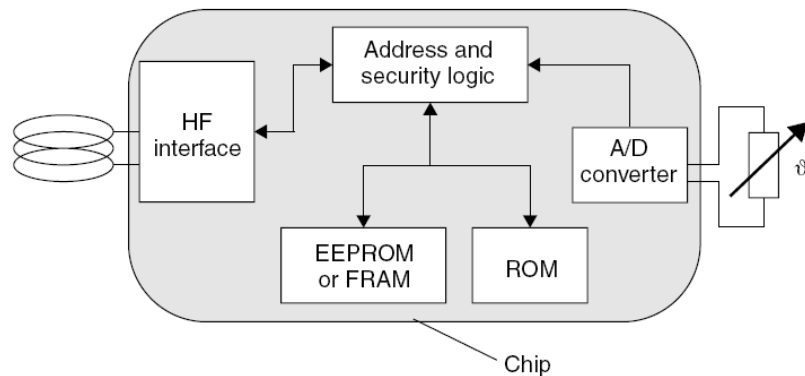 Address and
security logic
HF
interface
A/D
converter
ϑ
EEPROM
or FRAM
ROM
Chip